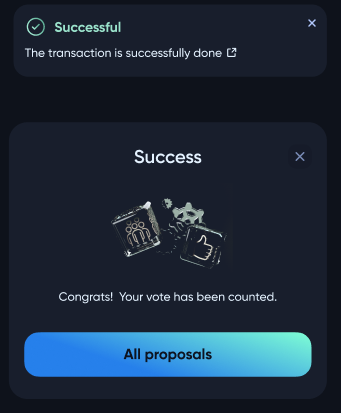 Successful
The transaction is successfully done
Success
Congrats! Your vote has been counted.
All proposals